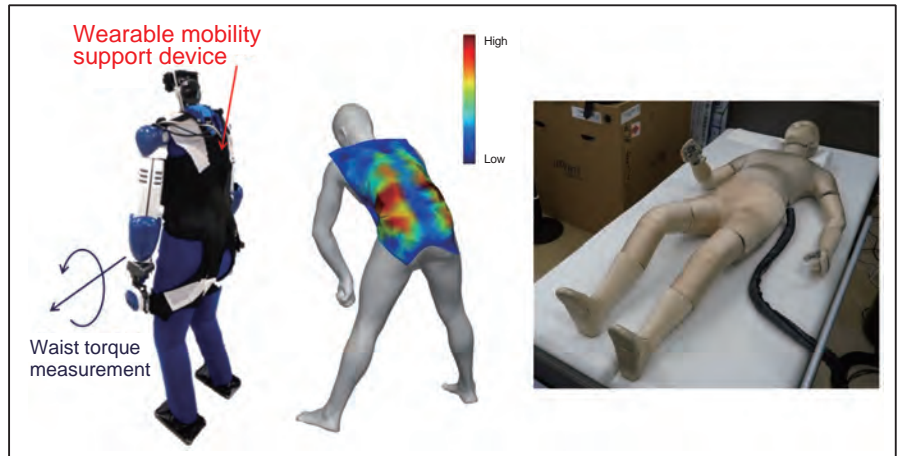 Wearable mobility
support device
High
Low
Waist torque
measurement